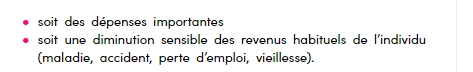 • soit des dépenses importantes
• soit une diminution sensible des revenus habituels de l’individu
(maladie, accident, perte d’emploi, vieillesse).